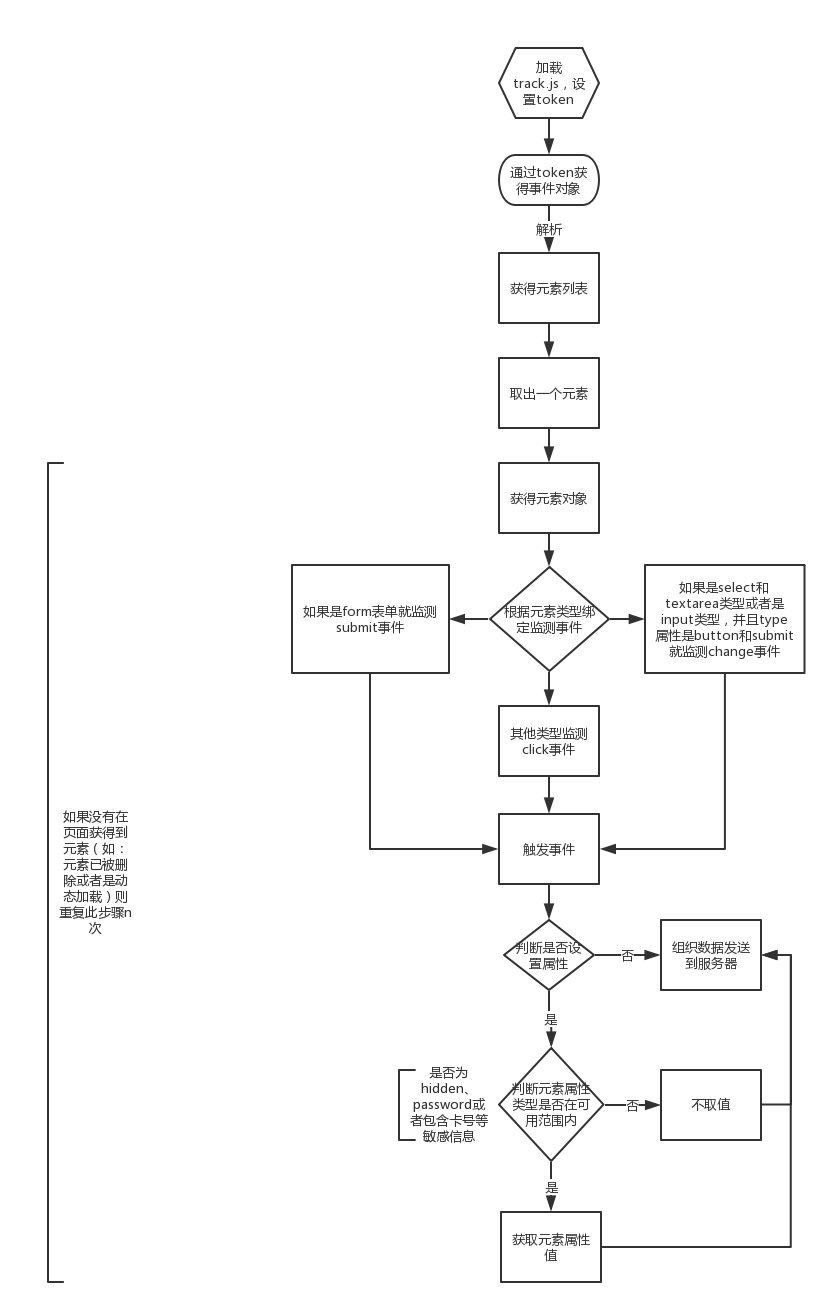 加载
track.js，设
置token
通过token获
得事件对象
解析
获得元素列表
取出一个元素
获得元素对象
如果是form表单就监测
submit事件
根据元素类型绑
定监测事件
如果是select和
textarea类型或者是
input类型，并且type
属性是button和submit
就监测change事件
其他类型监测
click事件
如果没有在
页面获得到
元素（如：
元素已被删
除或者是动
态加载）则
重复此步骤n
次
触发事件
判断是否设
置属性
否
组织数据发送
到服务器
是
是否为
hidden、
password或
者包含卡号等
敏感信息
判断元素属性
类型是否在可
用范围内
否
不取值
是
获取元素属性
值